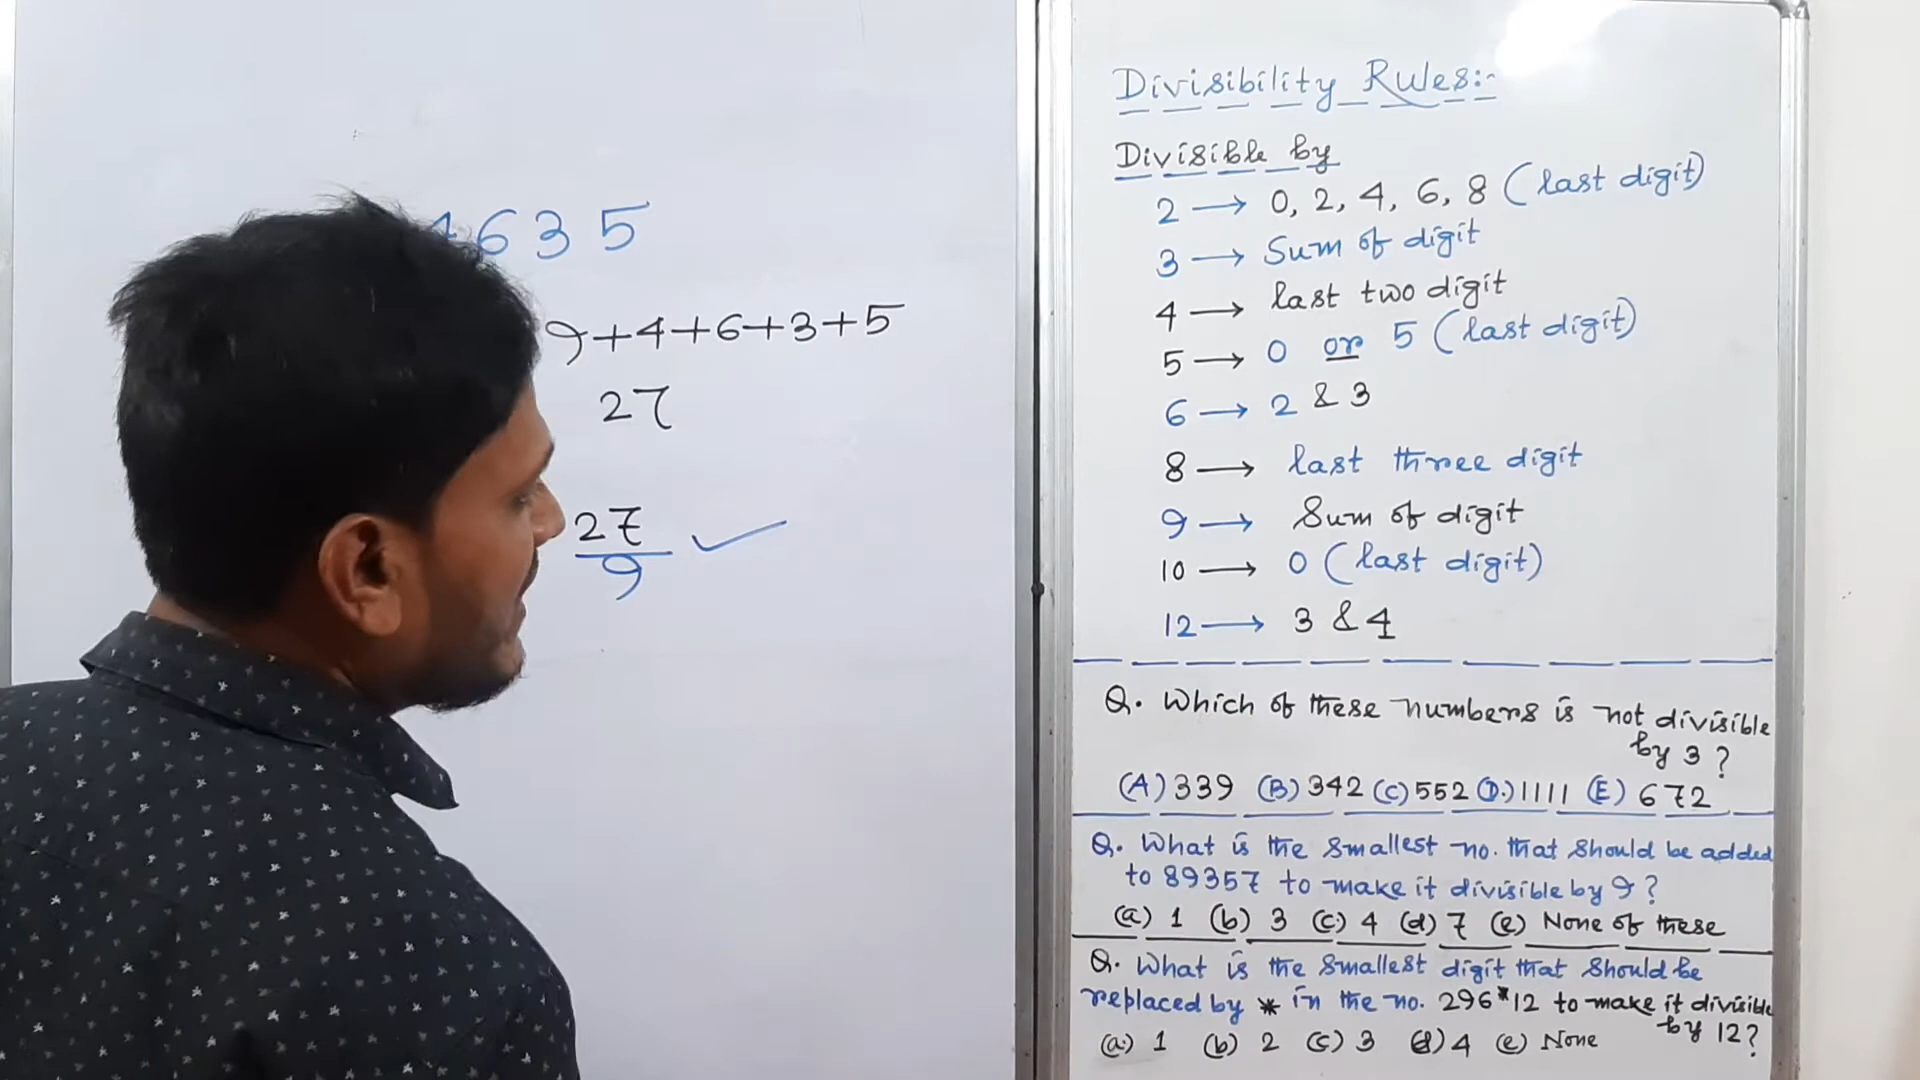 4635
9+4+6+3+5
27
27
9
Divisibility Rules:-
Divisible by
2 → 0, 2, 4, 6, 8 (last digit)
3 → Sum of digit
4 → last two digit
5 → 0 or 5 (last digit)
6 → 2 & 3
8 → last three digit
9 → Sum of digit
10 → 0 (last digit)
12 → 3 & 4
Q. Which of these numbers is not divisible
by 3?
(A) 339 (B) 342 (C) 552 (D.) 1111 (E) 672
Q. What is the smallest no. that should be added
to 89357 to make it divisible by 9?
(a) 1 (b) 3 (c) 4 (d) 7 (e) None of these
Q. What is the smallest digit that should be
replaced by * in the no. 296*12 to make it divisible
by 12?
(a) 1 (b) 2 (c) 3 (d) 4 (e) None